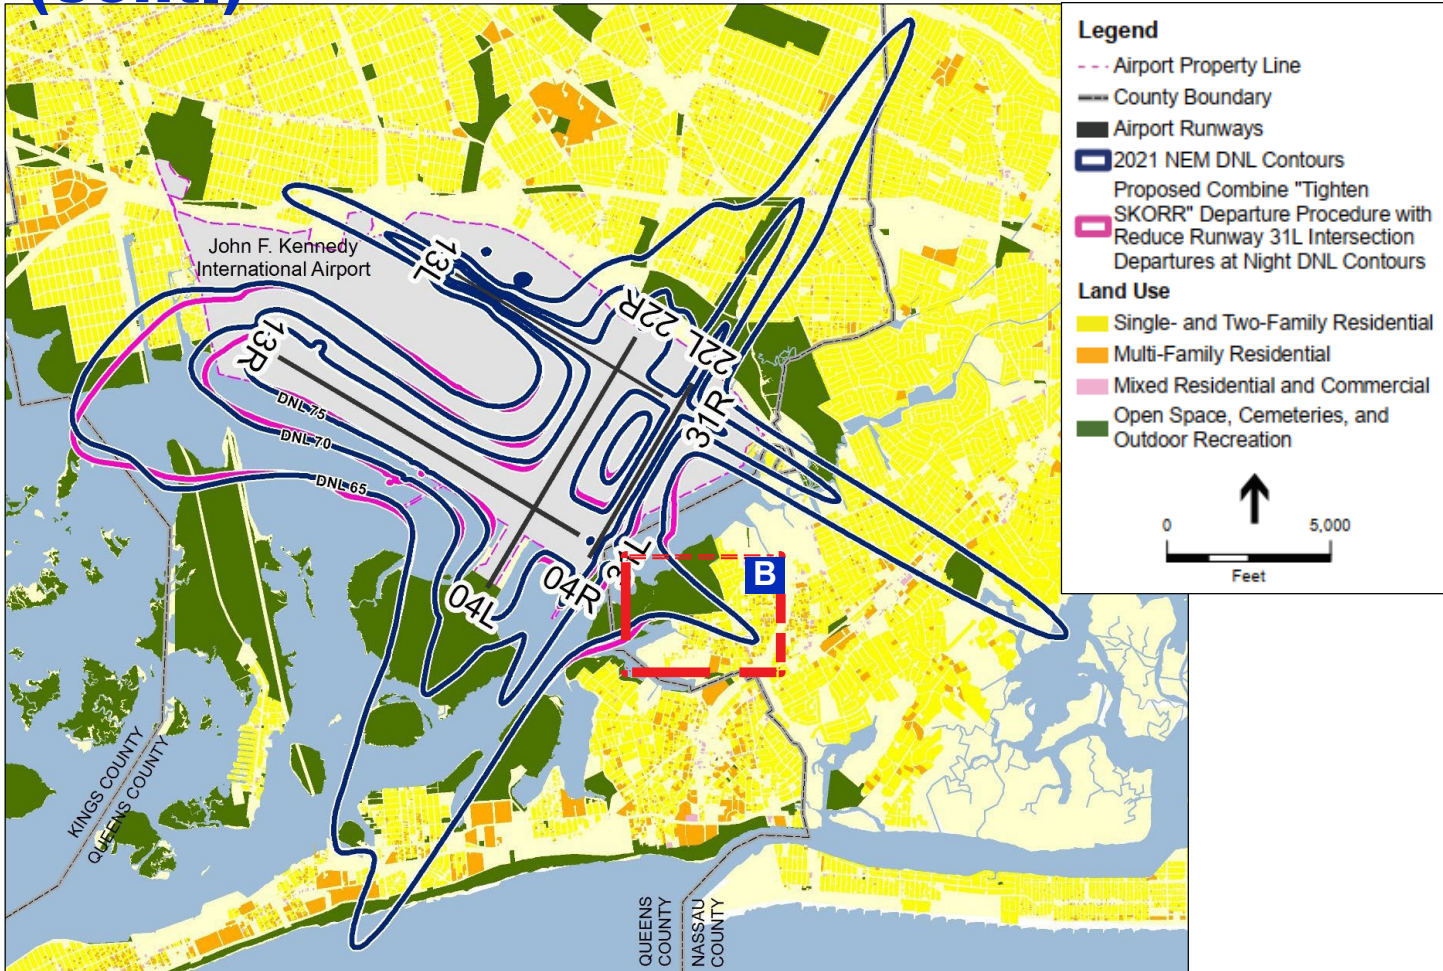 (Cont.)
John F. Kennedy
International Airport
13L
22R
22L
13R
31R
DNL 75
DNL 70
DNL 65
31L
04L
04R
B
KINGS COUNTY
QUEENS COUNTY
QUEENS
COUNTY
NASSAU
COUNTY
Legend
Airport Property Line
County Boundary
Airport Runways
2021 NEM DNL Contours
Proposed Combine "Tighten
SKORR" Departure Procedure with
Reduce Runway 31L Intersection
Departures at Night DNL Contours
Land Use
Single- and Two-Family Residential
Multi-Family Residential
Mixed Residential and Commercial
Open Space, Cemeteries, and
Outdoor Recreation
0 5,000
Feet